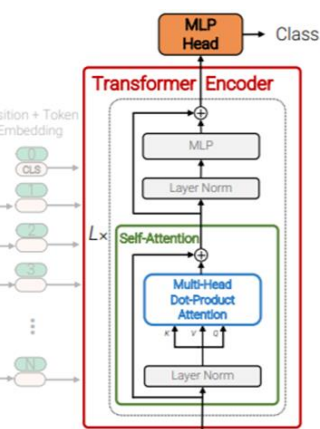 MLP
Head
Class
Transformer Encoder
sition + Token
Embedding
0
CLS
1
2
3
N
L×
MLP
Layer Norm
Self-Attention
Multi-Head
Dot-Product
Attention
K V Q
Layer Norm